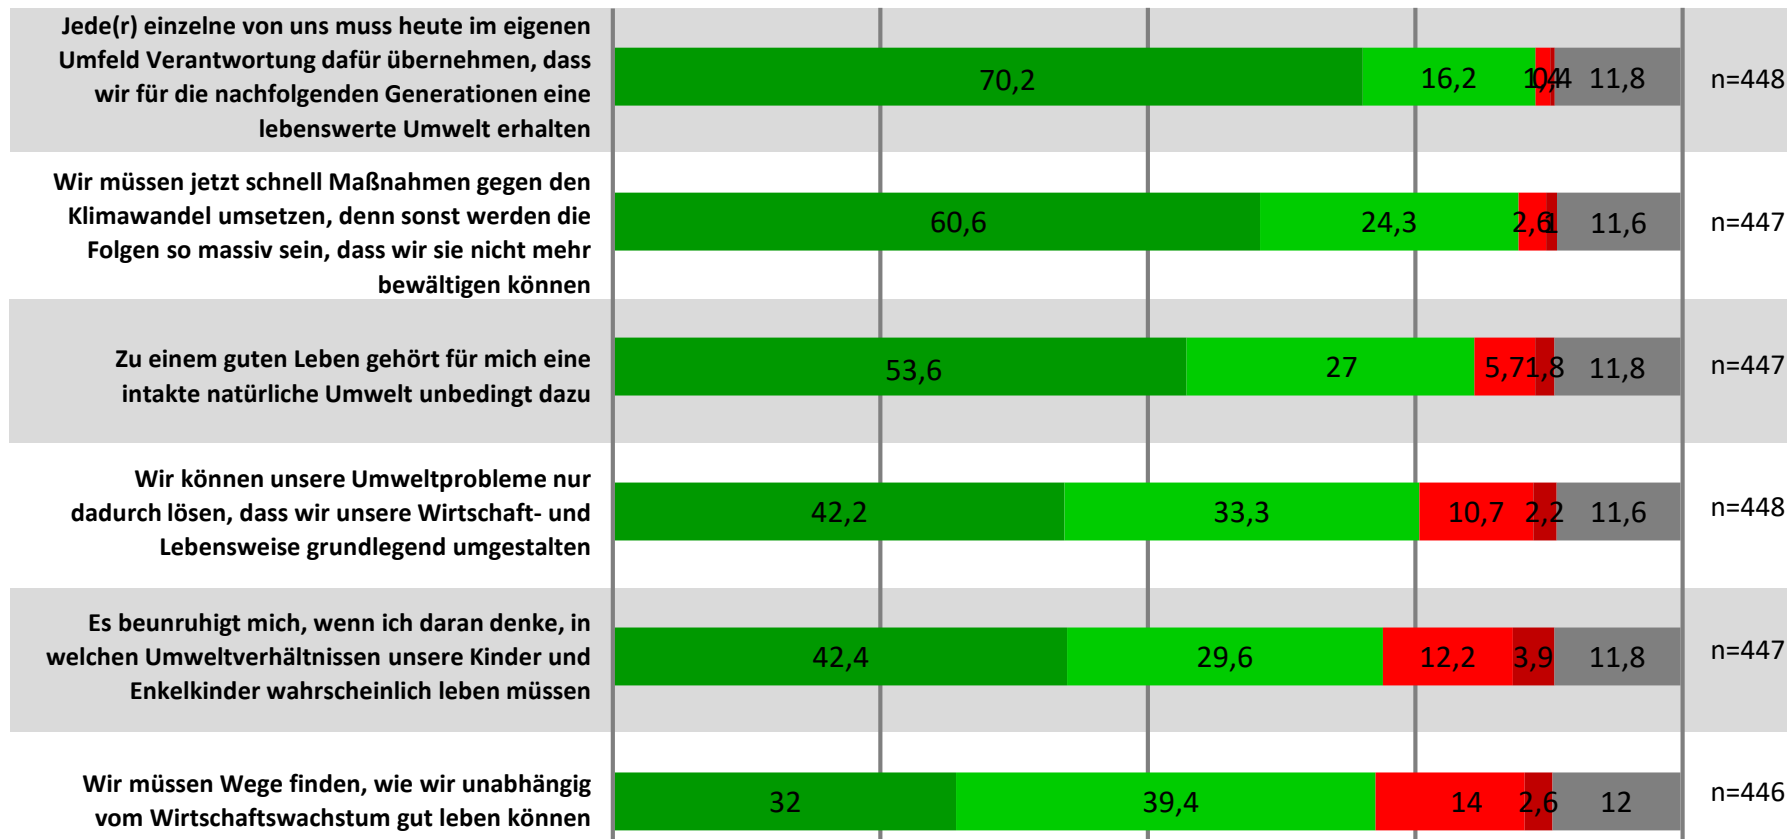 Jede(r) einzelne von uns muss heute im eigenen
Umfeld Verantwortung dafür übernehmen, dass
wir für die nachfolgenden Generationen eine
lebenswerte Umwelt erhalten
70,2 16,2 1,4 0,4 11,8 n=448
Wir müssen jetzt schnell Maßnahmen gegen den
Klimawandel umsetzen, denn sonst werden die
Folgen so massiv sein, dass wir sie nicht mehr
bewältigen können
60,6 24,3 2,6 1 11,6 n=447
Zu einem guten Leben gehört für mich eine
intakte natürliche Umwelt unbedingt dazu
53,6 27 5,7 1,8 11,8 n=447
Wir können unsere Umweltprobleme nur
dadurch lösen, dass wir unsere Wirtschaft- und
Lebensweise grundlegend umgestalten
42,2 33,3 10,7 2,2 11,6 n=448
Es beunruhigt mich, wenn ich daran denke, in
welchen Umweltverhältnissen unsere Kinder und
Enkelkinder wahrscheinlich leben müssen
42,4 29,6 12,2 3,9 11,8 n=447
Wir müssen Wege finden, wie wir unabhängig
vom Wirtschaftswachstum gut leben können
32 39,4 14 2,6 12 n=446